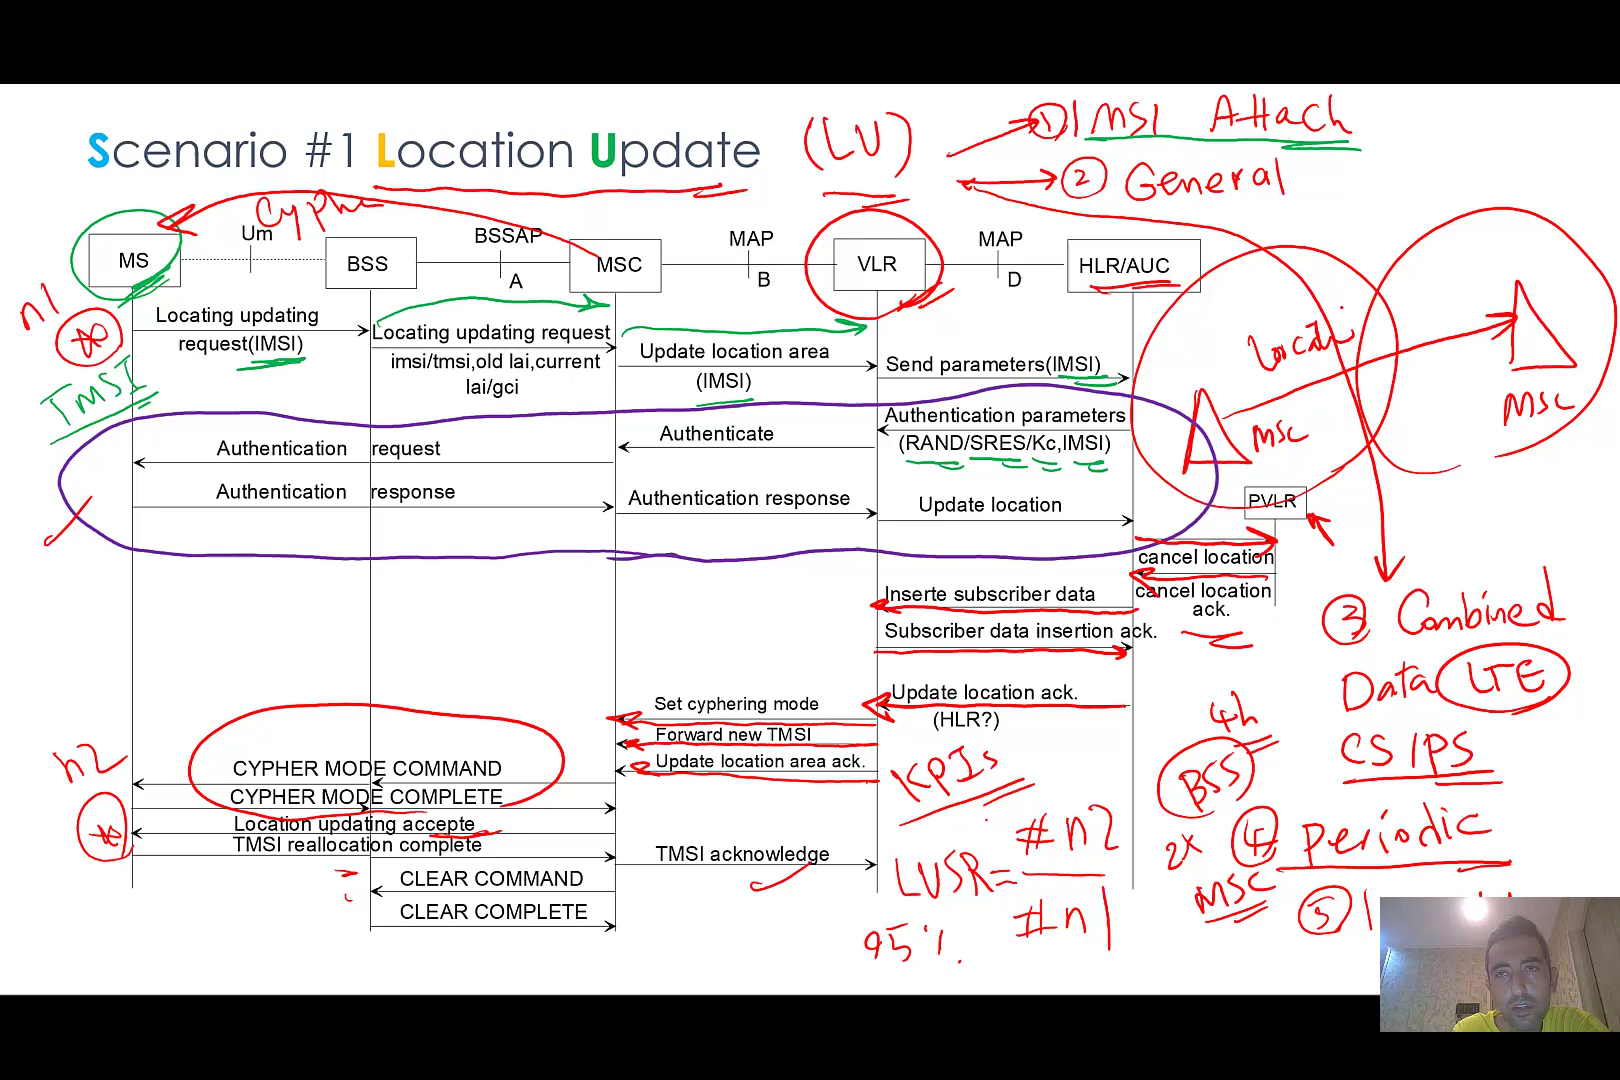 Scenario #1 Location Update
(LU)
① IMSI Attach
② General
Cyphe
Um
BSSAP
MAP
MAP
MS
BSS
MSC
VLR
HLR/AUC
A
B
D
n1
Locating updating
request(IMSI)
Locating updating request
imsi/tmsi,old lai,current
lai/gci
Update location area
(IMSI)
Send parameters(IMSI)
TMSI
Locati
MSC
MSC
Authentication request
Authenticate
Authentication parameters
(RAND/SRES/Kc,IMSI)
Authentication response
Authentication response
Update location
PVLR
cancel location
cancel location
ack.
Inserte subscriber data
Subscriber data insertion ack.
③ Combined
Data LTE
CS/PS
Update location ack.
(HLR?)
Set cyphering mode
Forward new TMSI
Update location area ack.
n2
CYPHER MODE COMMAND
CYPHER MODE COMPLETE
Location updating accepte
TMSI reallocation complete
TMSI acknowledge
CLEAR COMMAND
CLEAR COMPLETE
KPIs
LUSR= #n2
#n1
95%
4h
BSS
2x
MSC
④ periodic
⑤